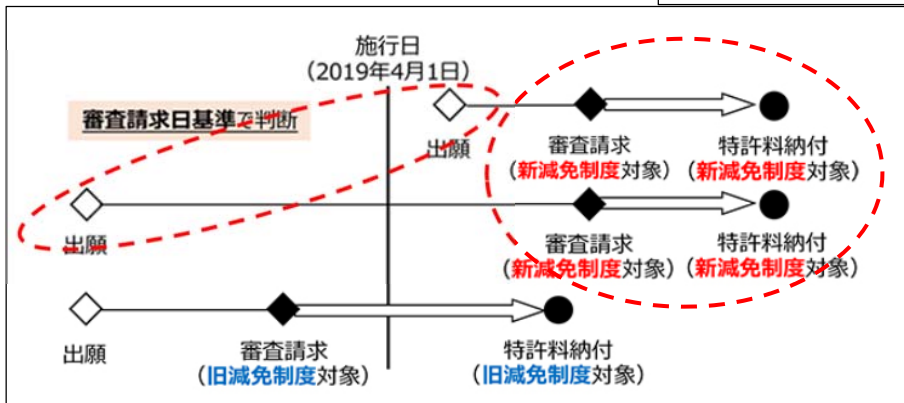 施行日
(2019年4月1日)
審査請求日基準で判断
出願
審査請求
(新減免制度対象)
特許料納付
(新減免制度対象)
出願
審査請求
(新減免制度対象)
特許料納付
(新減免制度対象)
出願
審査請求
(旧減免制度対象)
特許料納付
(旧減免制度対象)